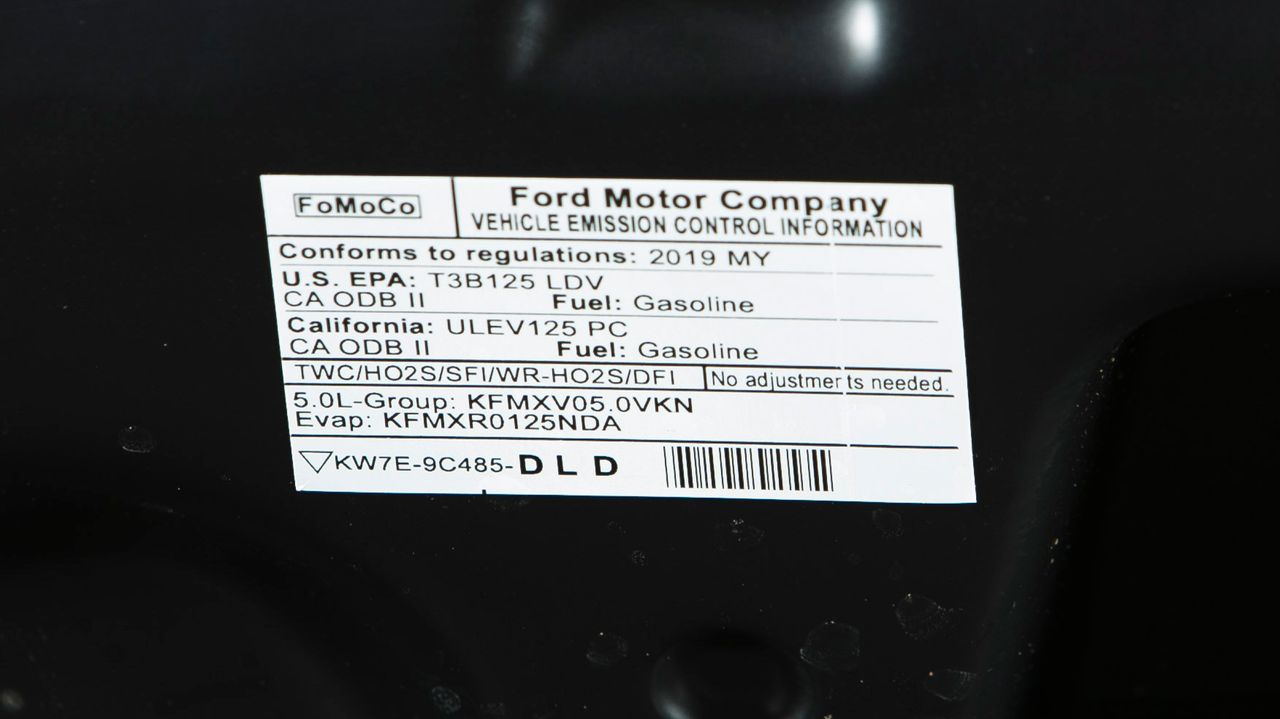 FoMoCo
Ford Motor Company
VEHICLE EMISSION CONTROL INFORMATION
Conforms to regulations: 2019 MY
U.S. EPA: T3B125 LDV
CA ODB II Fuel: Gasoline
California: ULEV125 PC
CA ODB II Fuel: Gasoline
TWC/HO2S/SFI/WR-HO2S/DFI No adjustments needed.
5.0L-Group: KFMXV05.0VKN
Evap: KFMXR0125NDA
KW7E-9C485-DLD